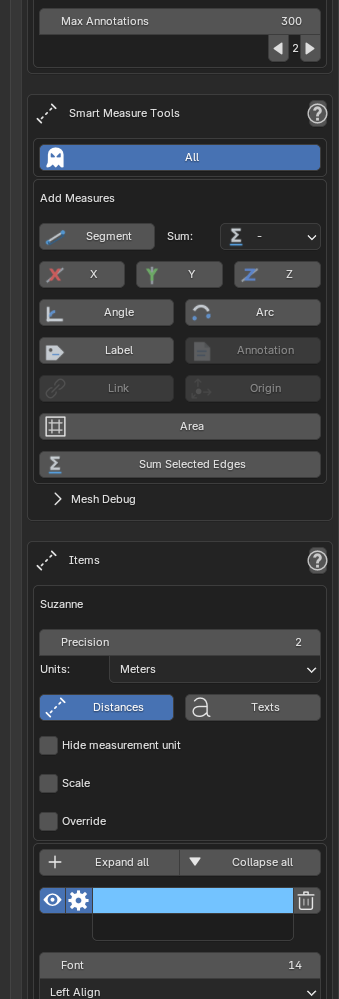 Max Annotations 300
2
Smart Measure Tools ?
All
Add Measures
Segment Sum: Σ -
X Y Z
Angle Arc
Label Annotation
Link Origin
Area
Σ Sum Selected Edges
Mesh Debug
Items ?
Suzanne
Precision 2
Units: Meters
Distances a Texts
Hide measurement unit
Scale
Override
Expand all Collapse all
Font 14
Left Align